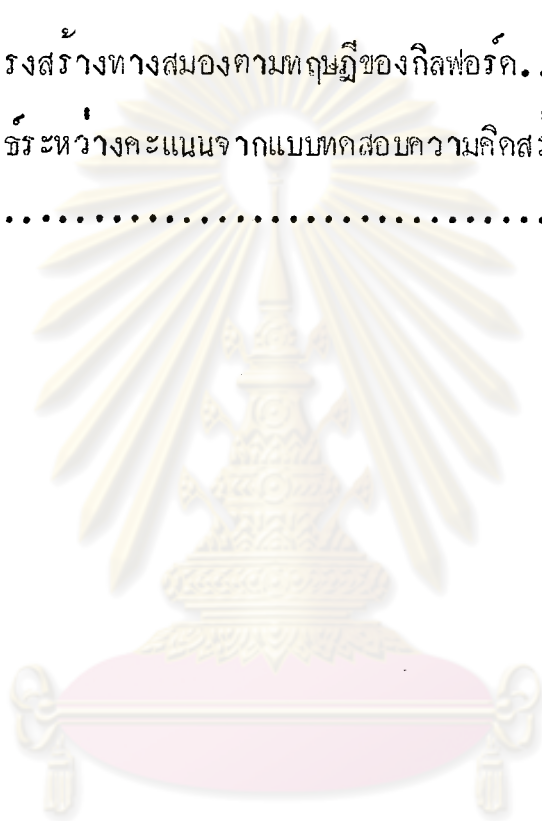 รงสร้างทางสมองตามทฤษฎีของกิลฟอร์ด. .
ธ์ระหว่างคะแนนจากแบบทดสอบความคิดสร้
.......................................